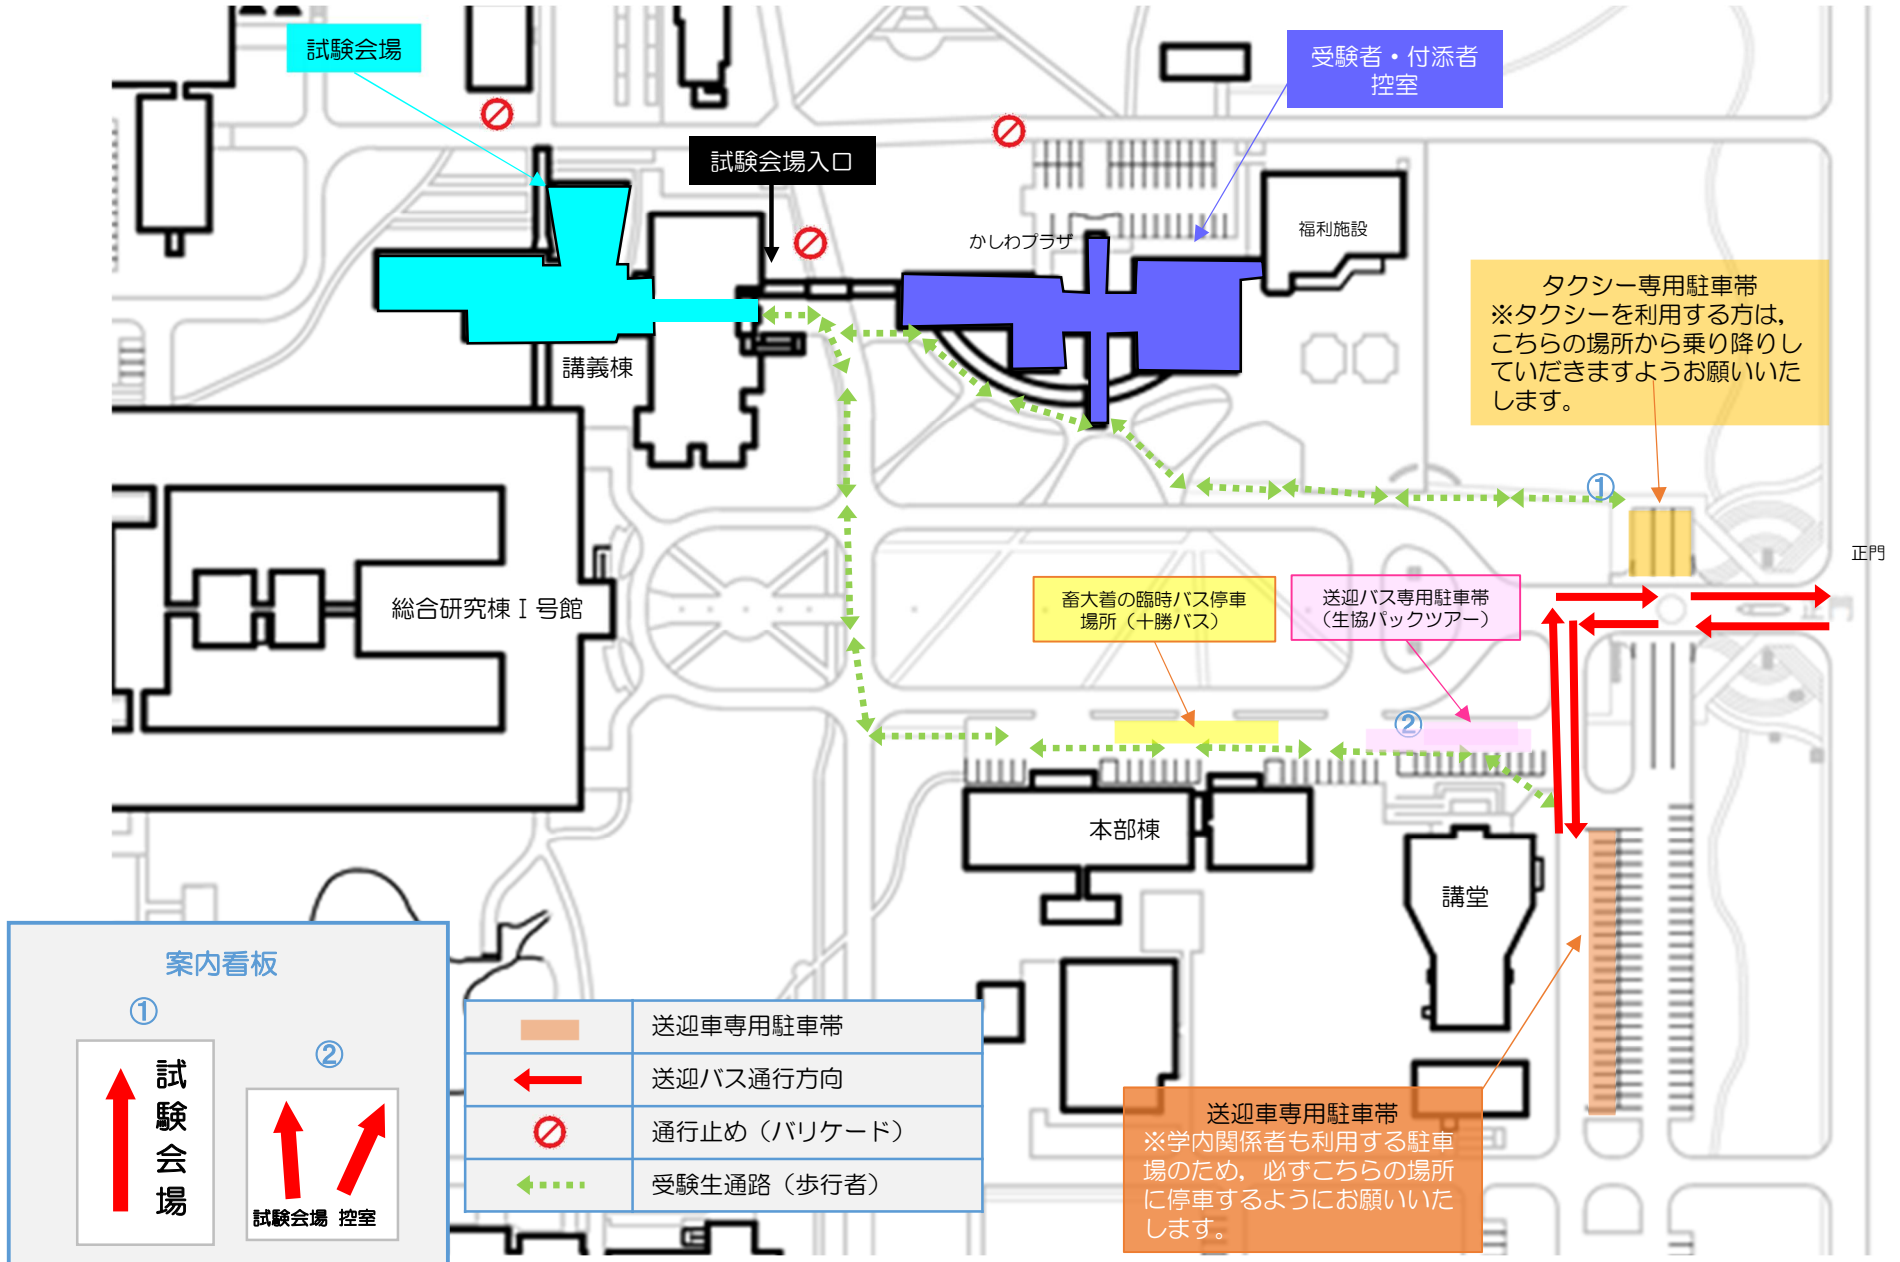 試験会場
受験者・付添者
控室
試験会場入口
かしわプラザ
福利施設
タクシー専用駐車帯
※タクシーを利用する方は，
こちらの場所から乗り降りし
ていだきますようお願いいた
します。
講義棟
①
正門
総合研究棟Ⅰ号館
畜大着の臨時バス停車
場所（十勝バス）
送迎バス専用駐車帯
（生協パックツアー）
②
本部棟
講堂
案内看板
①
試験会場
②
試験会場 控室
送迎車専用駐車帯
送迎バス通行方向
通行止め（バリケード）
受験生通路（歩行者）
送迎車専用駐車帯
※学内関係者も利用する駐車
場のため，必ずこちらの場所
に停車するようにお願いいた
します。